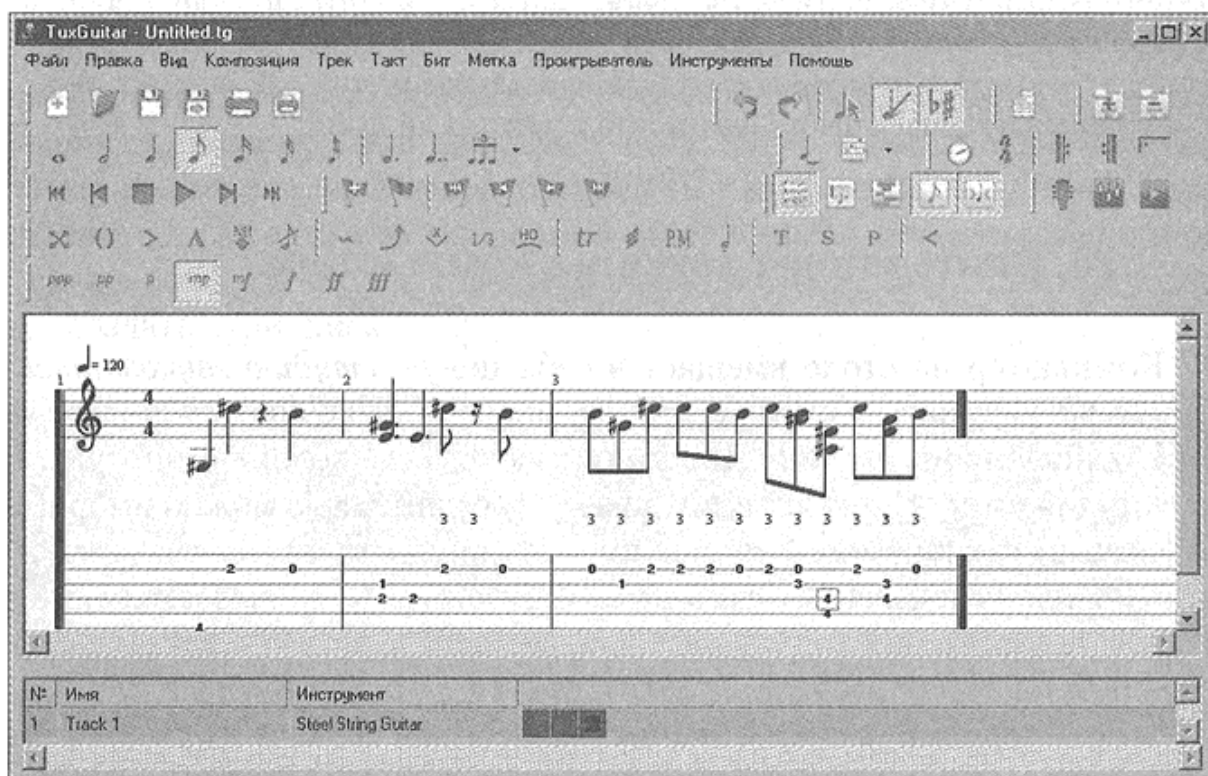 TuxGuitar - Untitled.tg
Файл Правка Вид Композиция Трек Такт Бит Метка Проигрыватель Инструменты Помощь
HO tr P.M T S P
ppp pp p mp mf f ff fff
= 120
1 2 3
4
4
3 3 3 3 3 3 3 3 3 3 3 3 3 3
2 0 2 0 0 2 2 2 0 2 0 2 0
1 1 3 3
2 2 4 4
4 4
№ Имя Инструмент
1 Track 1 Steel String Guitar